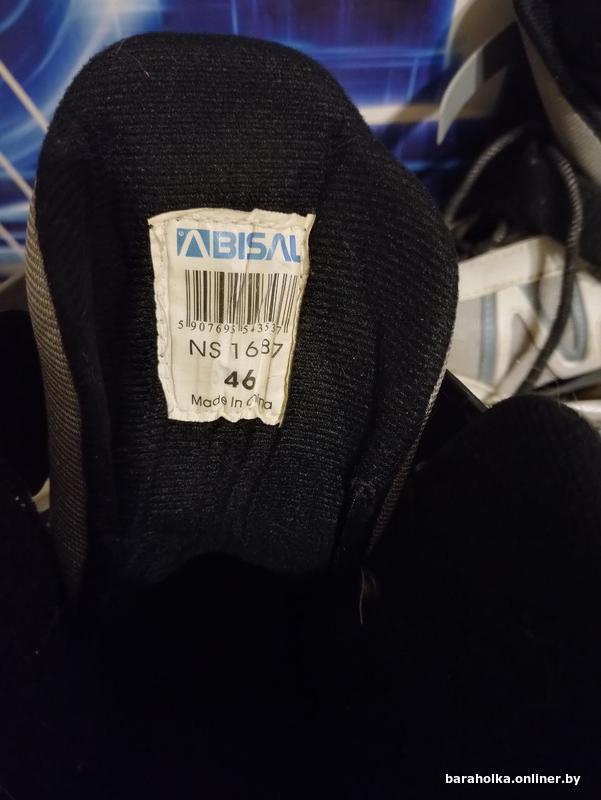 ABISAL
5 907695 543537
NS 1687
46
Made in China
baraholka.onliner.by